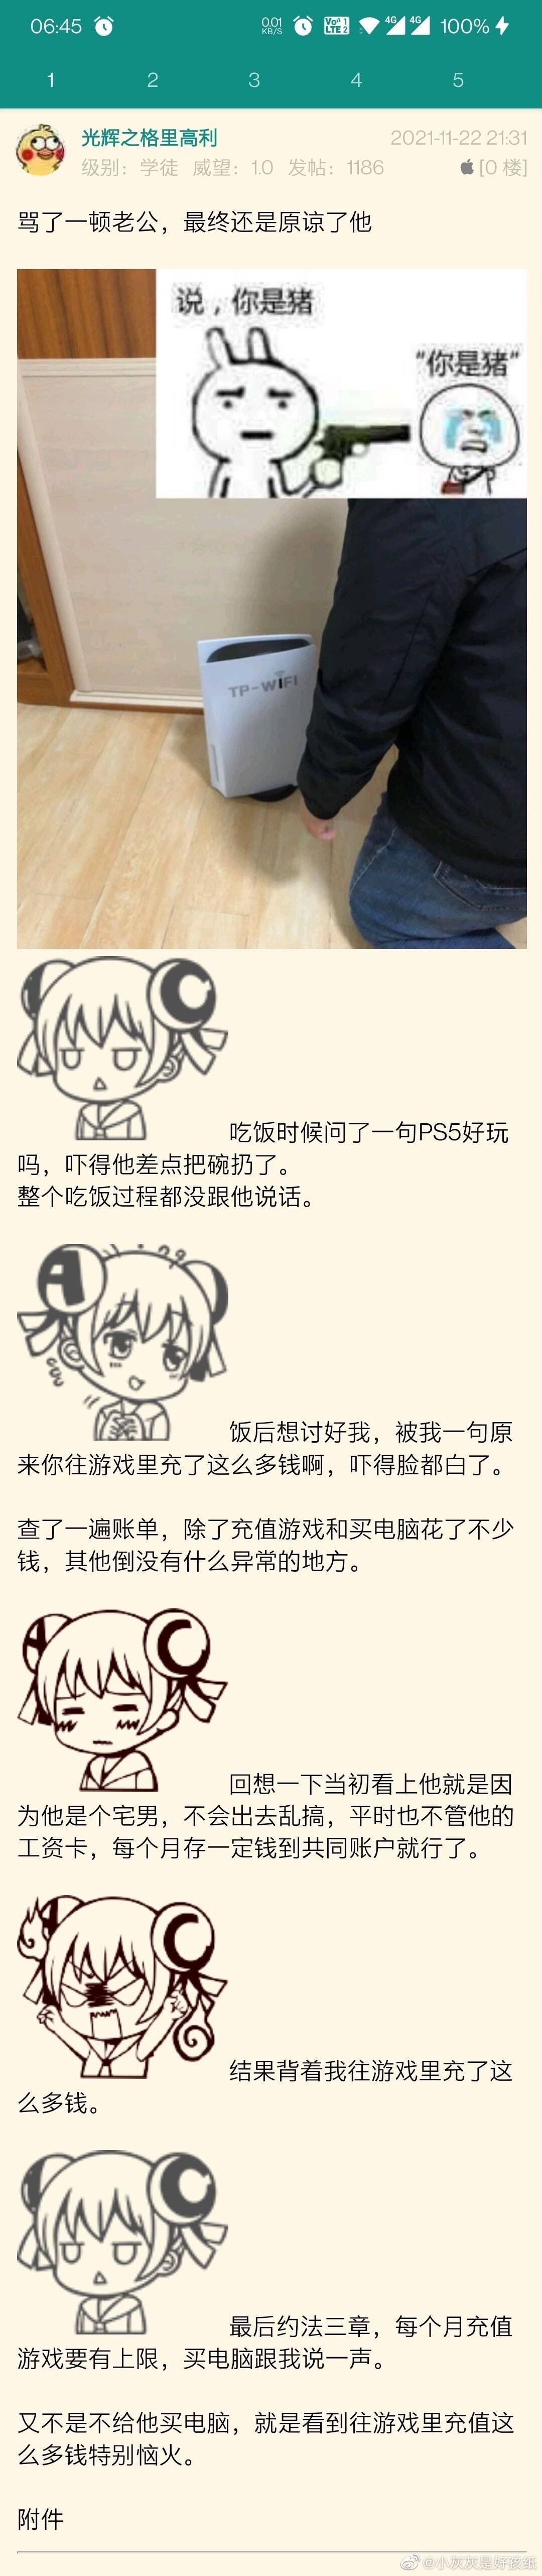 06:45
0.01 KB/S
Vo) 1 LTE 2
4G 4G 100%
1 2 3 4 5
光辉之格里高利 2021-11-22 21:31
级别：学徒 威望：1.0 发帖：1186 [0 楼]
骂了一顿老公，最终还是原谅了他
说，你是猪
“你是猪”
TP-WIFI
吃饭时候问了一句PS5好玩
吗，吓得他差点把碗扔了。
整个吃饭过程都没跟他说话。
A
饭后想讨好我，被我一句原
来你往游戏里充了这么多钱啊，吓得脸都白了。
查了一遍账单，除了充值游戏和买电脑花了不少
钱，其他倒没有什么异常的地方。
A C
回想一下当初看上他就是因
为他是个宅男，不会出去乱搞，平时也不管他的
工资卡，每个月存一定钱到共同账户就行了。
C
结果背着我往游戏里充了这
么多钱。
最后约法三章，每个月充值
游戏要有上限，买电脑跟我说一声。
又不是不给他买电脑，就是看到往游戏里充值这
么多钱特别恼火。
附件
@小灰灰是好孩纸